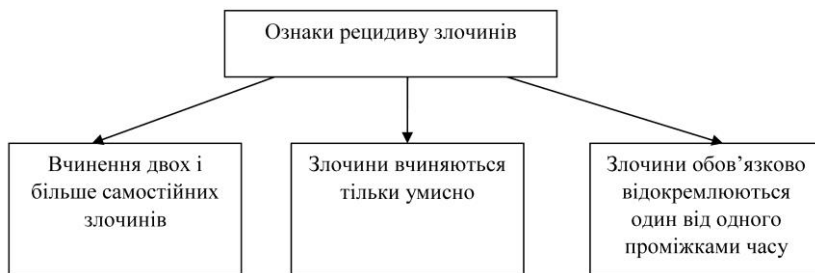 Ознаки рецидиву злочинів
Вчинення двох і
більше самостійних
злочинів
Злочини вчиняються
тільки умисно
Злочини обов’язково
відокремлюються
один від одного
проміжками часу